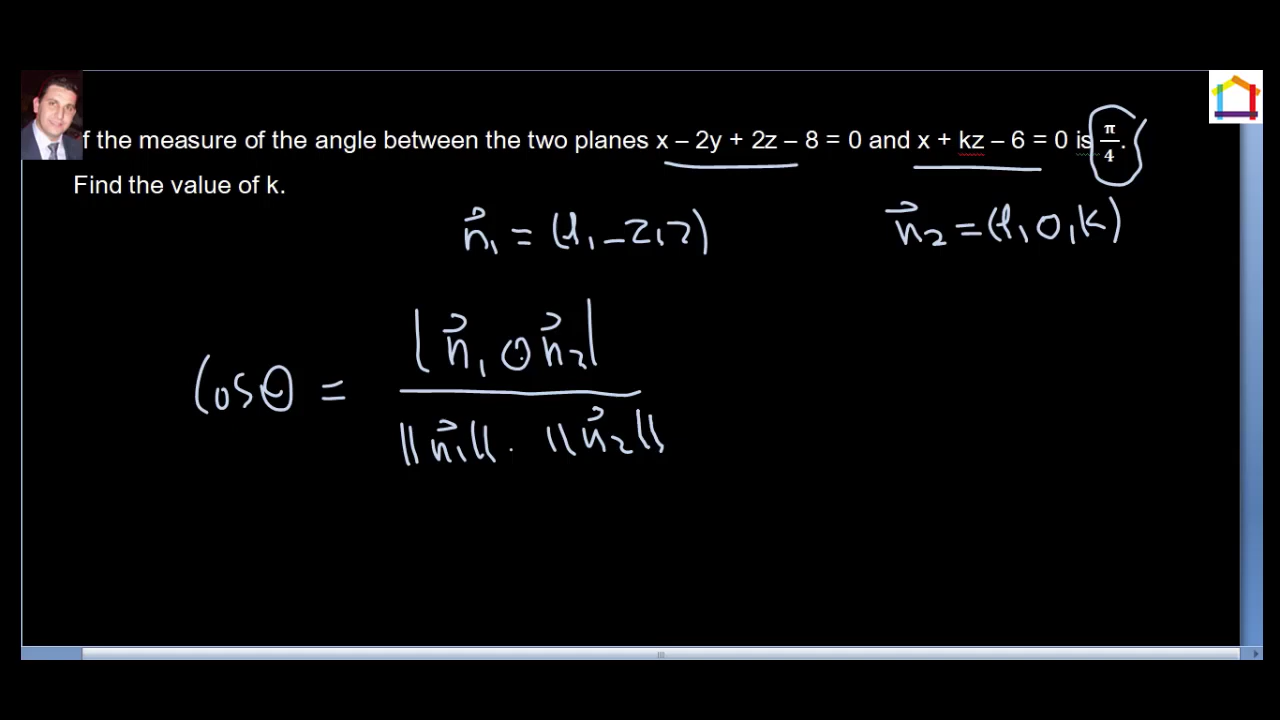 f the measure of the angle between the two planes x – 2y + 2z – 8 = 0 and x + kz – 6 = 0 is π/4.
Find the value of k.
n⃗₁ = (1, -2, 2) n⃗₂ = (1, 0, k)
Cosθ = |n⃗₁ ⊙ n⃗₂| / ||n⃗₁|| . ||n⃗₂||